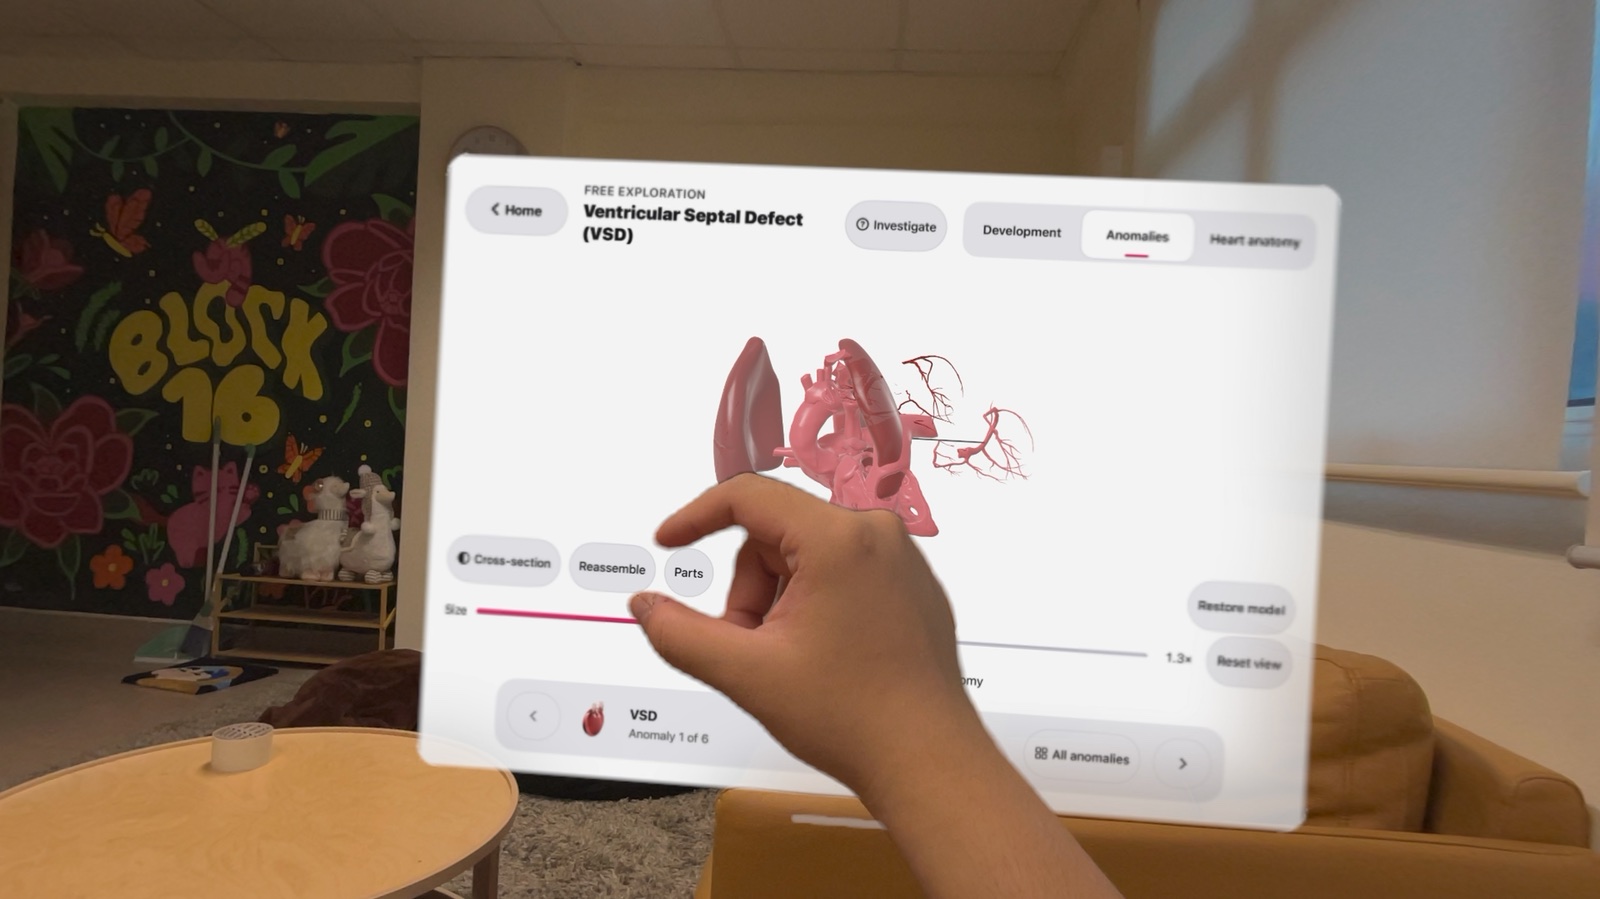 BLOCK
16
Home
FREE EXPLORATION
Ventricular Septal Defect
(VSD)
Investigate
Development
Anomalies
Heart anatomy
Cross-section
Reassemble
Parts
Size
1.3×
Restore model
Reset view
VSD
Anomaly 1 of 6
All anomalies